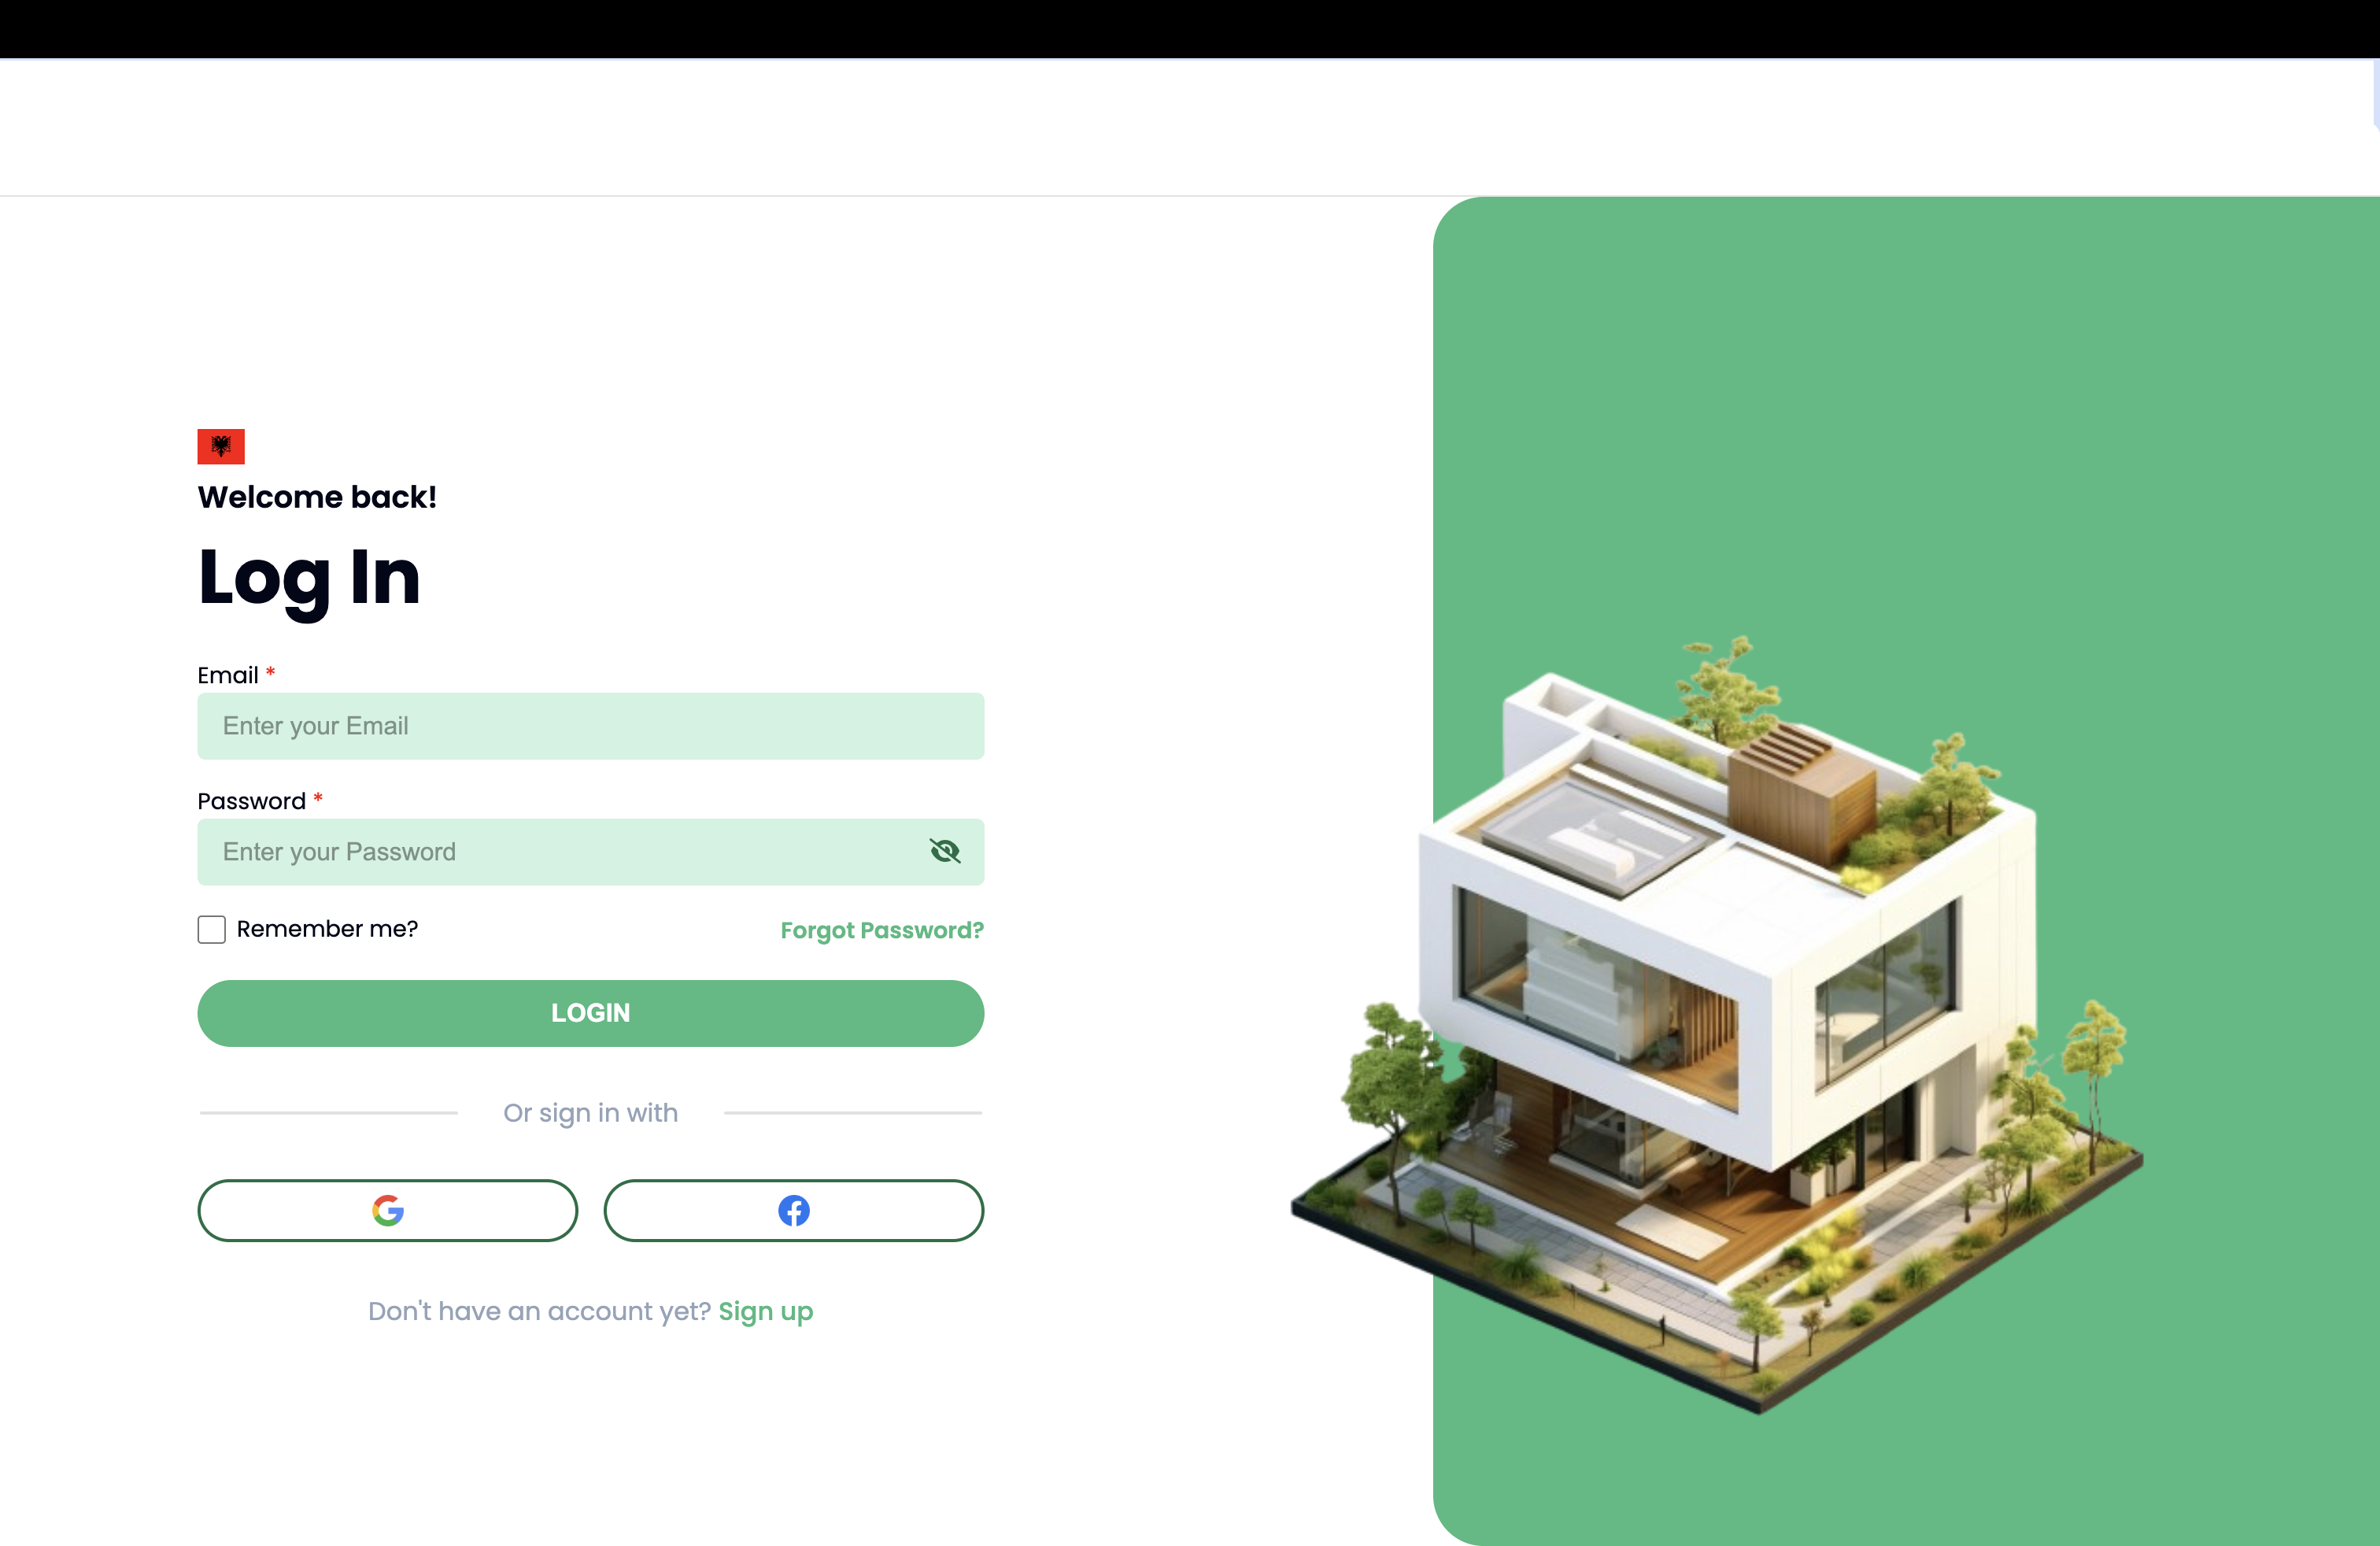 Welcome back!
Log In
Email *
Enter your Email
Password *
Enter your Password
Remember me?
Forgot Password?
LOGIN
Or sign in with
Don't have an account yet? Sign up